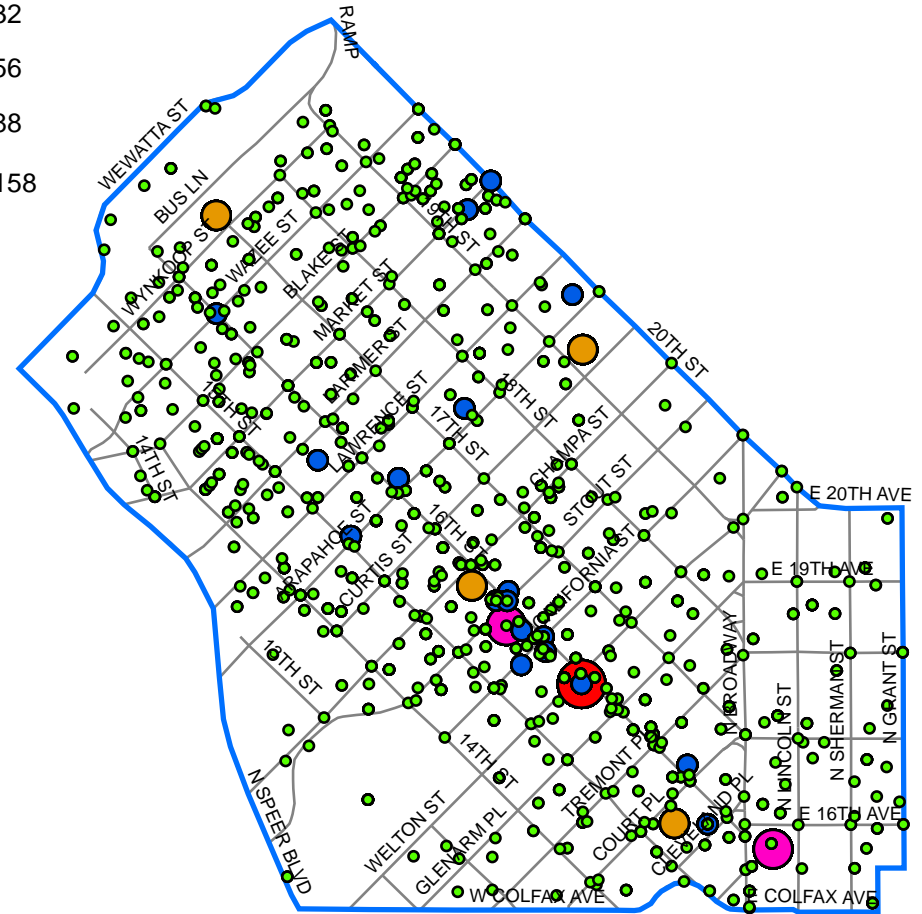 32
56
38
158
RAMP
WEWATTA ST
BUS LN
WYNKOOP ST
WAZEE ST
19TH ST
BLAKE ST
MARKET ST
20TH ST
LARIMER ST
18TH ST
15TH ST
LAWRENCE ST
17TH ST
CHAMPA ST
14TH ST
STOUT ST
E 20TH AVE
ARAPAHOE ST
16TH ST
CURTIS ST
CALIFORNIA ST
E 19TH AVE
13TH ST
N BROADWAY
N LINCOLN ST
N SHERMAN ST
N GRANT ST
14TH ST
TREMONT PL
N SPEER BLVD
WELTON ST
GLENARM PL
COURT PL
CLEVELAND PL
E 16TH AVE
W COLFAX AVE
E COLFAX AVE